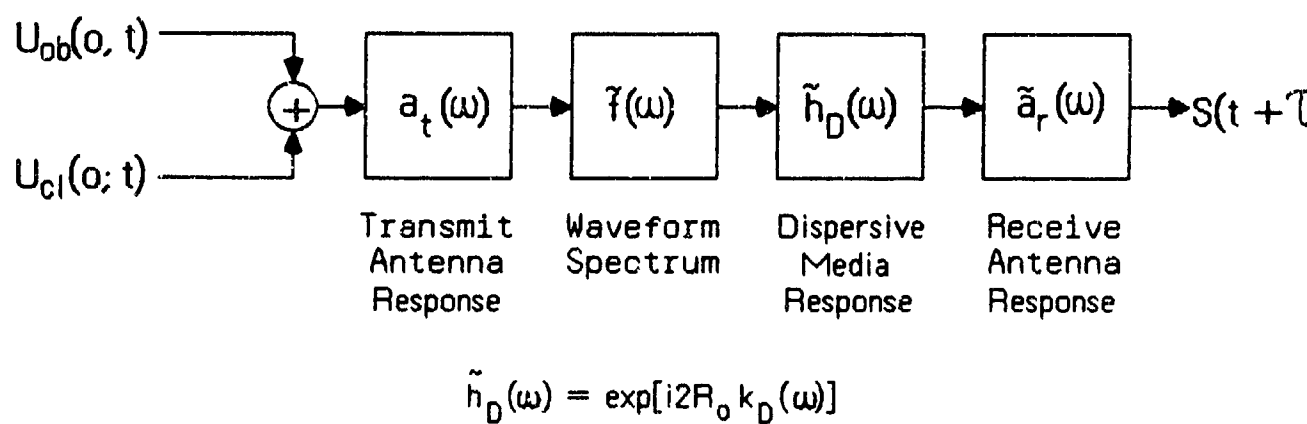 U_ob(o, t)
U_cl(o; t)
+
a_t(ω)
f̃(ω)
h̃_D(ω)
ã_r(ω)
S(t + τ
Transmit
Antenna
Response
Waveform
Spectrum
Dispersive
Media
Response
Receive
Antenna
Response
h̃_D(ω) = exp[i2R_o k_D(ω)]